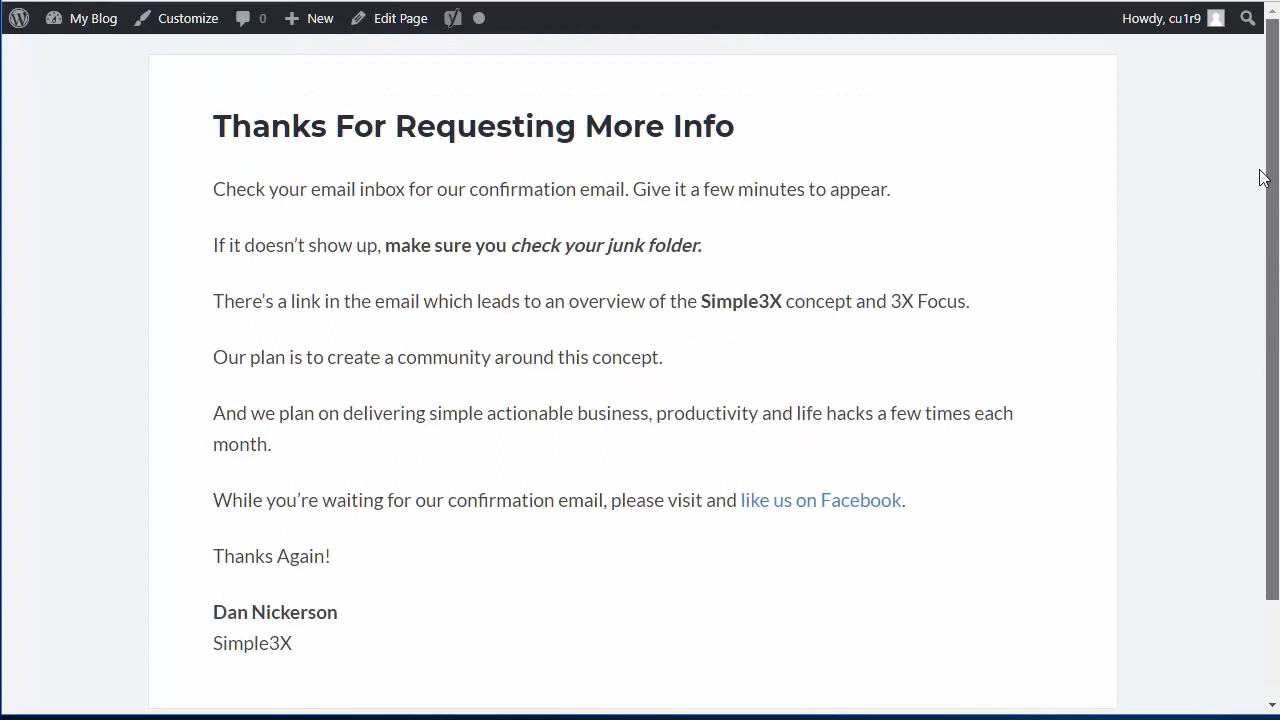 My Blog Customize 0 New Edit Page Howdy, cu1r9
Thanks For Requesting More Info
Check your email inbox for our confirmation email. Give it a few minutes to appear.
If it doesn’t show up, make sure you check your junk folder.
There’s a link in the email which leads to an overview of the Simple3X concept and 3X Focus.
Our plan is to create a community around this concept.
And we plan on delivering simple actionable business, productivity and life hacks a few times each
month.
While you’re waiting for our confirmation email, please visit and like us on Facebook.
Thanks Again!
Dan Nickerson
Simple3X